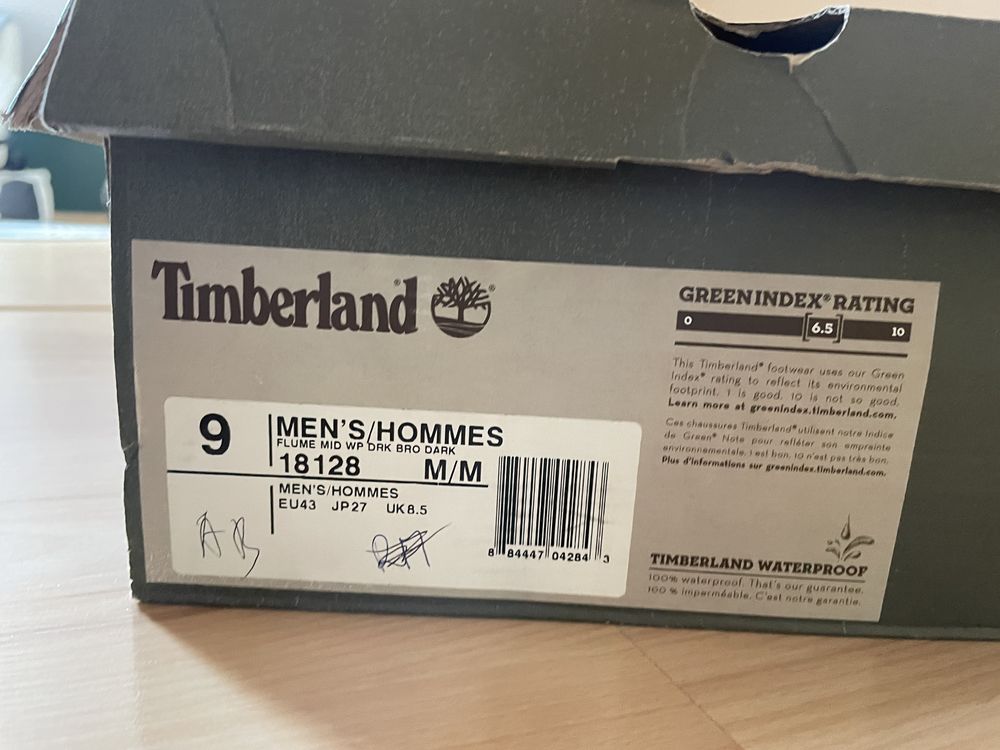 Timberland®
GREEN INDEX® RATING
0 6.5 10
This Timberland® footwear uses our Green
Index® rating to reflect its environmental
footprint. 1 is good. 10 is not so good.
Learn more at greenindex.timberland.com.
Ces chaussures Timberland® utilisent notre Indice
de Green® Note pour refléter son empreinte
environnementale. 1 est bon, 10 n'est pas très bon.
Plus d'informations sur greenindex.timberland.com.
9
MEN'S/HOMMES
FLUME MID WP DRK BRO DARK
18128 M/M
MEN'S/HOMMES
EU43 JP27 UK8.5
A B
8 84447 04284 3
TIMBERLAND WATERPROOF
100% waterproof. That's our guarantee.
100 % imperméable. C'est notre garantie.